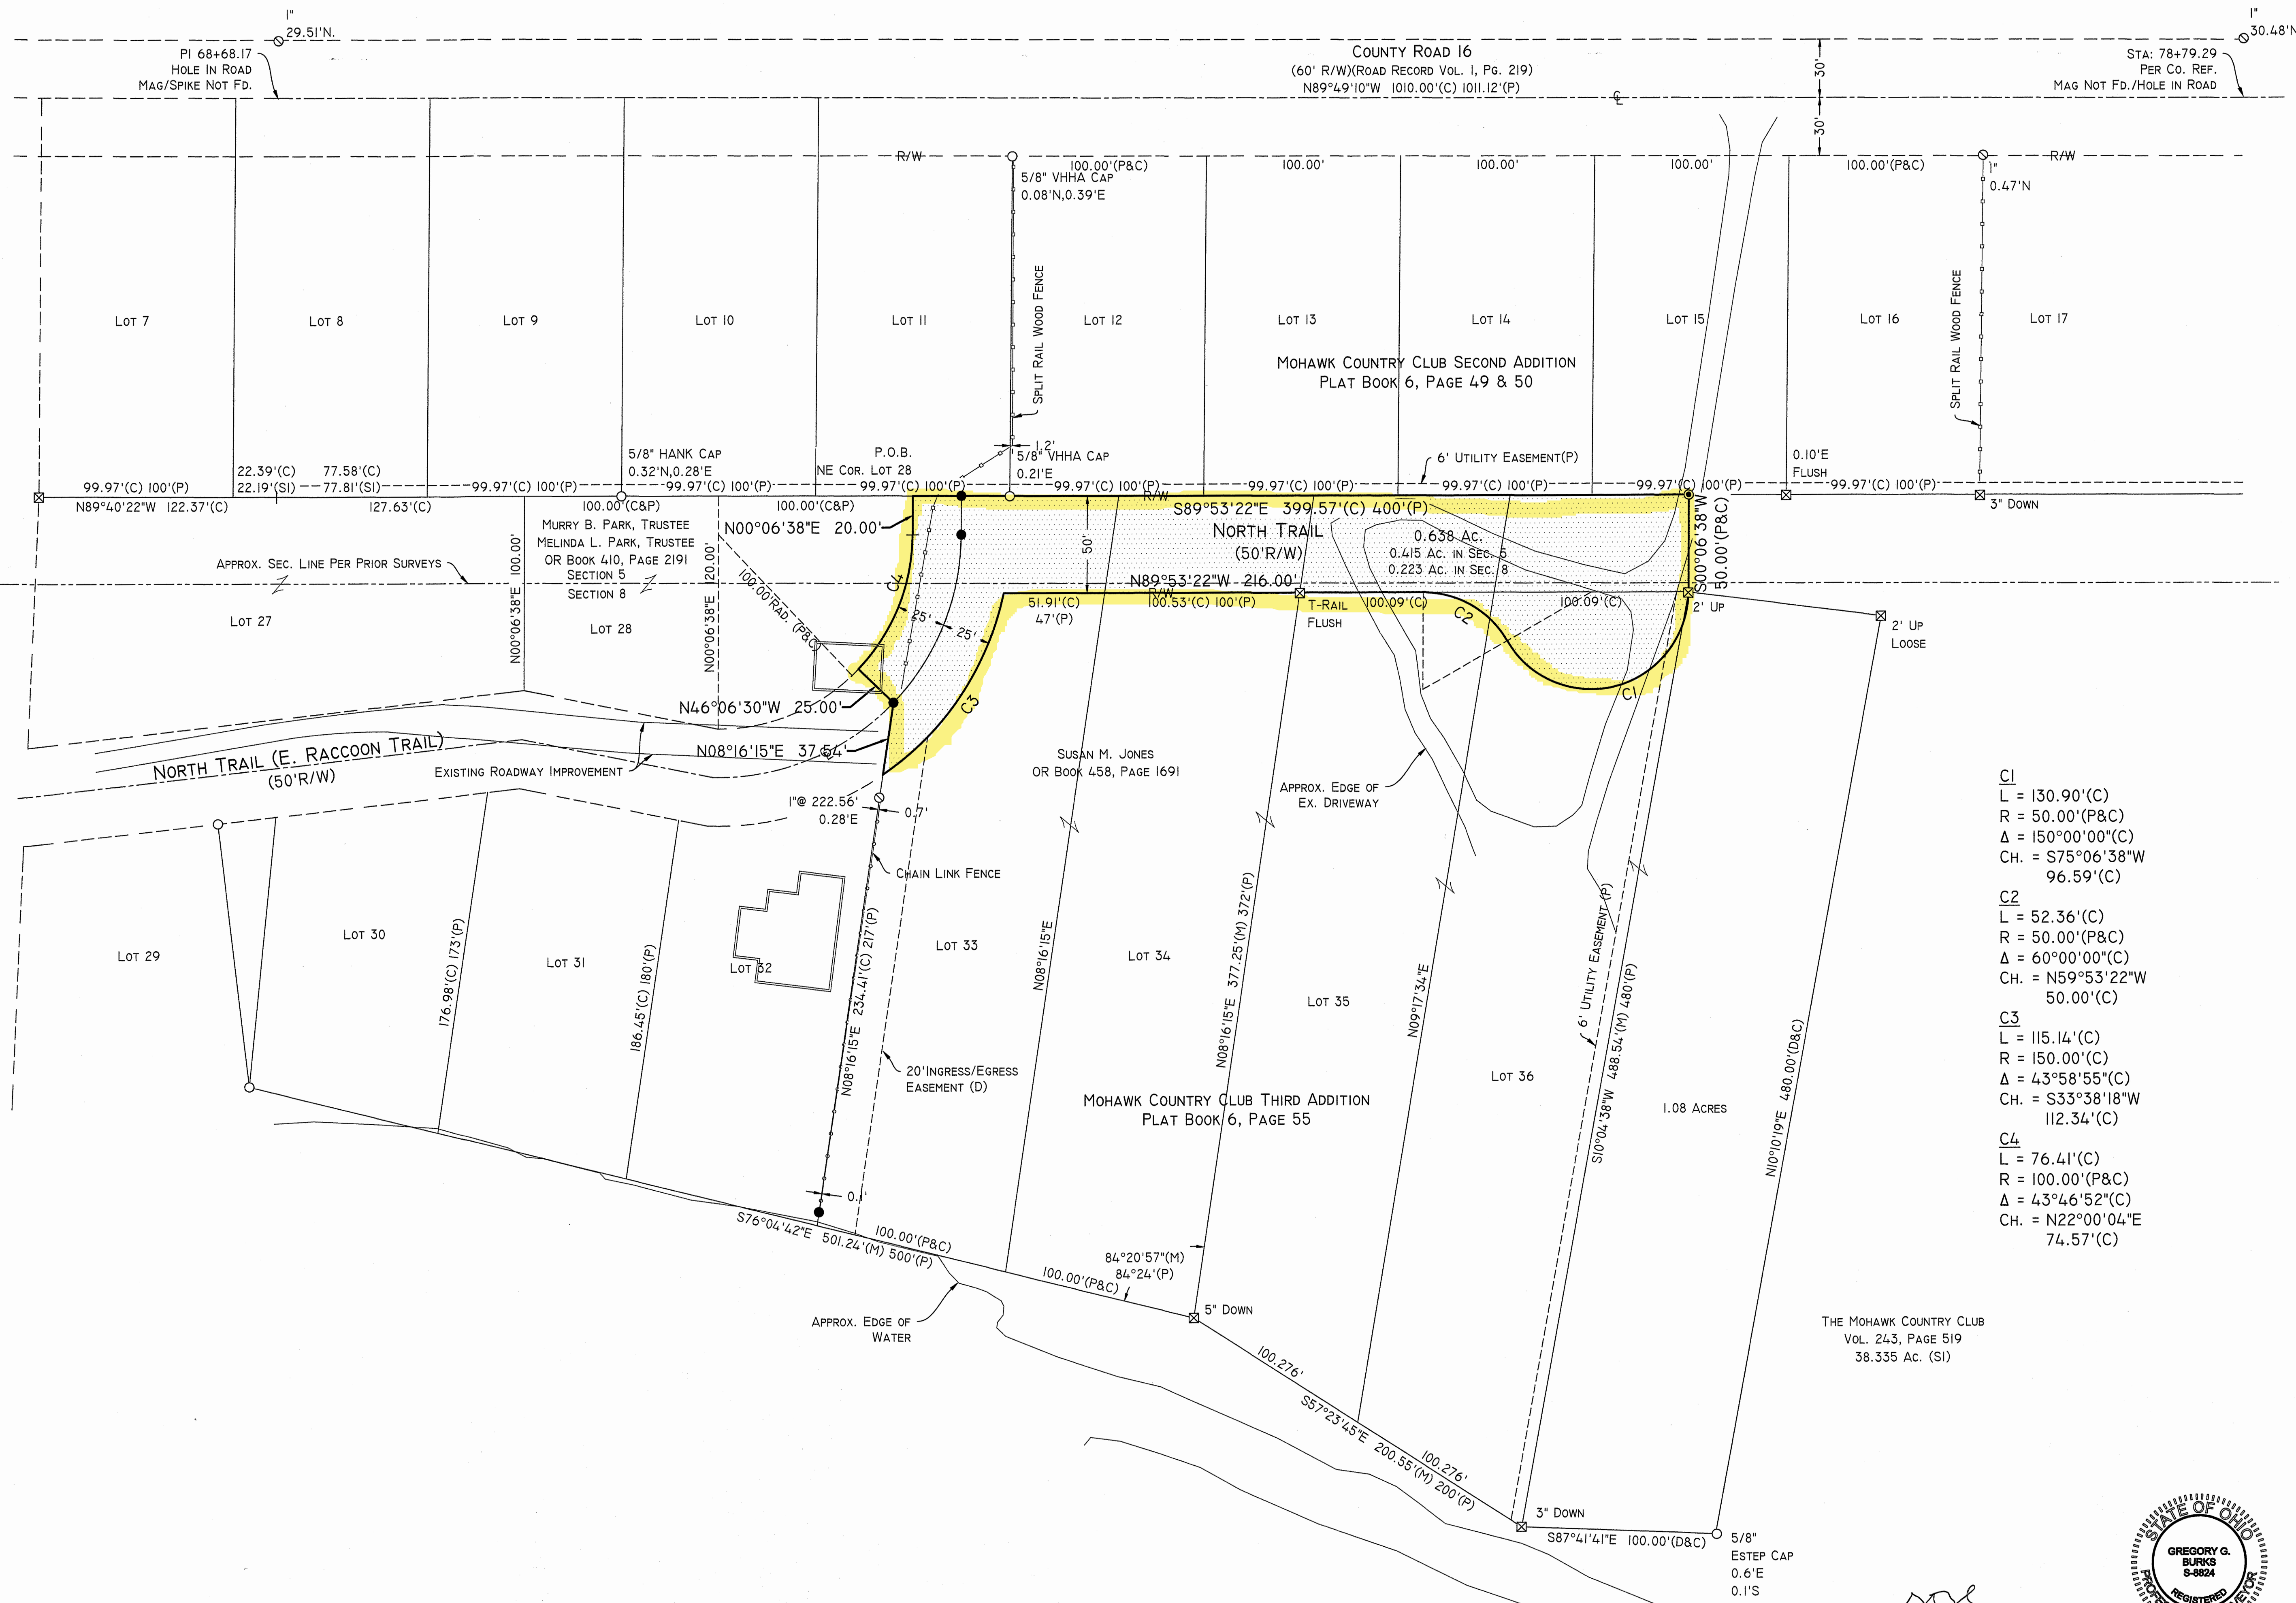 1"
29.51'N.
PI 68+68.17
HOLE IN ROAD
MAG/SPIKE NOT FD.
COUNTY ROAD 16
(60' R/W)(ROAD RECORD VOL. 1, PG. 219)
N89°49'10"W 1010.00'(C) 1011.12'(P)
℄
30'
30'
1"
30.48'N
STA: 78+79.29
PER CO. REF.
MAG NOT FD./HOLE IN ROAD
R/W
100.00'(P&C)
100.00'
100.00'
100.00'
100.00'(P&C)
R/W
5/8" VHHA CAP
0.08'N,0.39'E
1"
0.47'N
SPLIT RAIL WOOD FENCE
SPLIT RAIL WOOD FENCE
LOT 7
LOT 8
LOT 9
LOT 10
LOT 11
LOT 12
LOT 13
LOT 14
LOT 15
LOT 16
LOT 17
MOHAWK COUNTRY CLUB SECOND ADDITION
PLAT BOOK 6, PAGE 49 & 50
22.39'(C) 77.58'(C)
22.19'(S1) 77.81'(S1)
5/8" HANK CAP
0.32'N,0.28'E
P.O.B.
NE COR. LOT 28
1.2'
5/8" VHHA CAP
0.21'E
6' UTILITY EASEMENT(P)
0.10'E
FLUSH
99.97'(C) 100'(P)
99.97'(C) 100'(P)
99.97'(C) 100'(P)
99.97'(C) 100'(P)
99.97'(C) 100'(P)
99.97'(C) 100'(P)
99.97'(C) 100'(P)
99.97'(C) 100'(P)
99.97'(C) 100'(P)
R/W
3" DOWN
N89°40'22"W 122.37'(C)
127.63'(C)
100.00'(C&P)
100.00'(C&P)
S89°53'22"E 399.57'(C) 400'(P)
MURRY B. PARK, TRUSTEE
MELINDA L. PARK, TRUSTEE
OR BOOK 410, PAGE 2191
SECTION 5
SECTION 8
N00°06'38"E 20.00'
NORTH TRAIL
(50'R/W)
50'
0.638 AC.
0.415 AC. IN SEC. 5
0.223 AC. IN SEC. 8
S00°06'38"W
50.00'(P&C)
APPROX. SEC. LINE PER PRIOR SURVEYS
N00°06'38"E 100.00'
N00°06'38"E 120.00'
100.00'RAD. (P&C)
N89°53'22"W 216.00'
R/W
51.91'(C)
47'(P)
100.53'(C) 100'(P)
T-RAIL
FLUSH
100.09'(C)
100.09'(C)
2' UP
2' UP
LOOSE
LOT 27
LOT 28
C4
25'
25'
C2
C1
C3
N46°06'30"W 25.00'
N08°16'15"E 37.54'
℄
NORTH TRAIL (E. RACCOON TRAIL)
(50'R/W)
EXISTING ROADWAY IMPROVEMENT
SUSAN M. JONES
OR BOOK 458, PAGE 1691
APPROX. EDGE OF
EX. DRIVEWAY
1"@ 222.56'
0.28'E
0.7'
CHAIN LINK FENCE
LOT 29
LOT 30
LOT 31
LOT 32
LOT 33
LOT 34
LOT 35
LOT 36
176.98'(C) 173'(P)
186.45'(C) 180'(P)
N08°16'15"E 234.41'(C) 217'(P)
N08°16'15"E
N08°16'15"E 377.25'(M) 372'(P)
N09°17'34"E
6' UTILITY EASEMENT (P)
S10°04'38"W 488.54'(M) 480'(P)
N10°10'19"E 480.00'(D&C)
1.08 ACRES
20'INGRESS/EGRESS
EASEMENT (D)
MOHAWK COUNTRY CLUB THIRD ADDITION
PLAT BOOK 6, PAGE 55
0.1'
S76°04'42"E 501.24'(M) 500'(P)
100.00'(P&C)
100.00'(P&C)
84°20'57"(M)
84°24'(P)
5" DOWN
APPROX. EDGE OF
WATER
100.276'
S57°23'45"E 200.55'(M) 200'(P)
100.276'
3" DOWN
S87°41'41"E 100.00'(D&C)
5/8"
ESTEP CAP
0.6'E
0.1'S
C1
L = 130.90'(C)
R = 50.00'(P&C)
Δ = 150°00'00"(C)
CH. = S75°06'38"W
96.59'(C)
C2
L = 52.36'(C)
R = 50.00'(P&C)
Δ = 60°00'00"(C)
CH. = N59°53'22"W
50.00'(C)
C3
L = 115.14'(C)
R = 150.00'(C)
Δ = 43°58'55"(C)
CH. = S33°38'18"W
112.34'(C)
C4
L = 76.41'(C)
R = 100.00'(P&C)
Δ = 43°46'52"(C)
CH. = N22°00'04"E
74.57'(C)
THE MOHAWK COUNTRY CLUB
VOL. 243, PAGE 519
38.335 AC. (S1)
STATE OF OHIO
GREGORY G.
BURKS
S-8824
REGISTERED